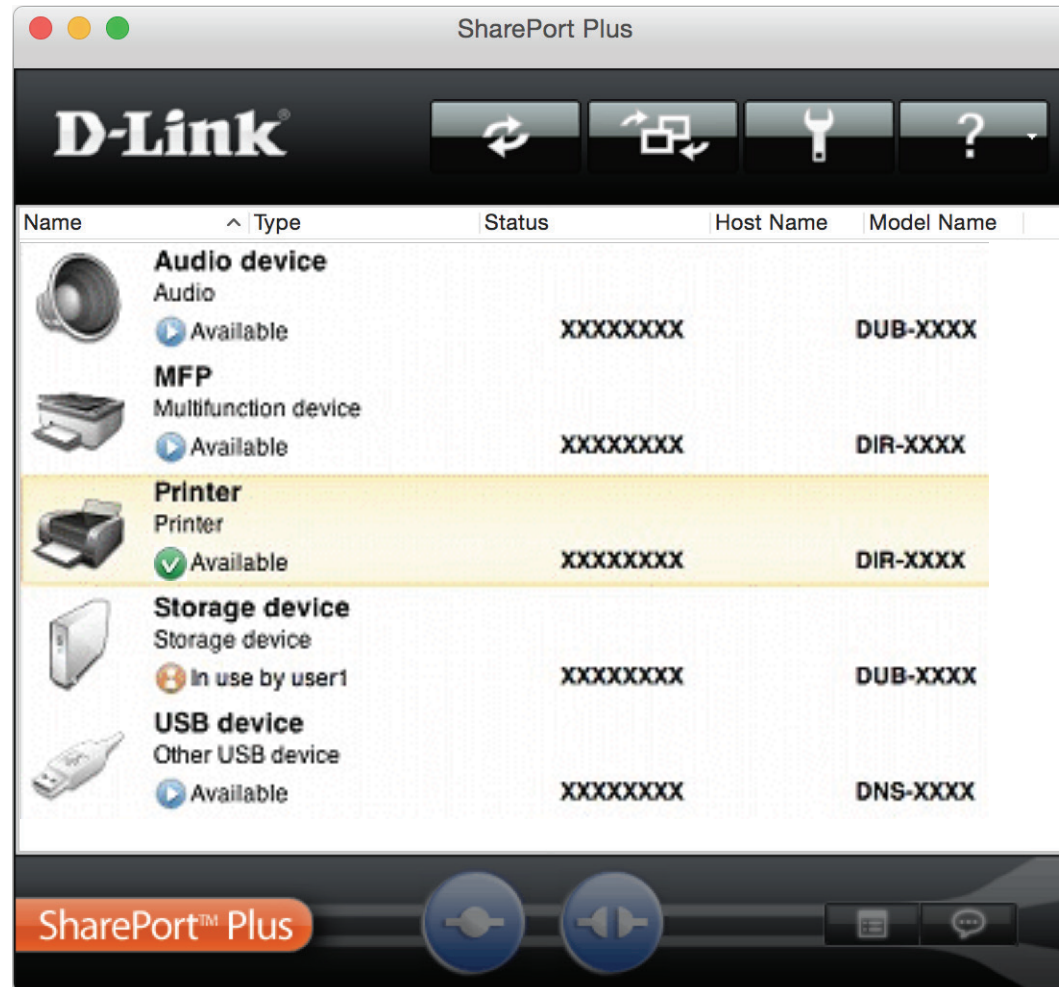 SharePort Plus
D-Link®
?
Name Type Status Host Name Model Name
Audio device
Audio
Available XXXXXXXX DUB-XXXX
MFP
Multifunction device
Available XXXXXXXX DIR-XXXX
Printer
Printer
Available XXXXXXXX DIR-XXXX
Storage device
Storage device
In use by user1 XXXXXXXX DUB-XXXX
USB device
Other USB device
Available XXXXXXXX DNS-XXXX
SharePort™ Plus